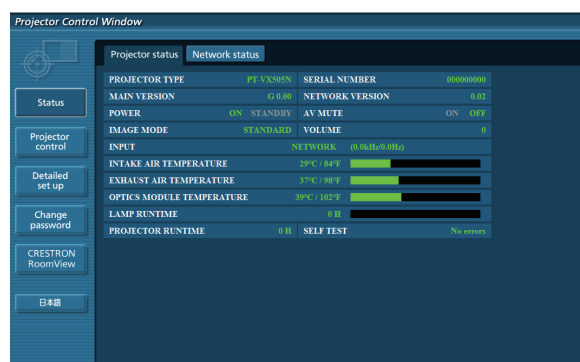 Projector Control Window
Projector status Network status
Status
Projector control
Detailed set up
Change password
CRESTRON RoomView
日本語
PROJECTOR TYPE PT-VX505N SERIAL NUMBER 000000000
MAIN VERSION G 0.00 NETWORK VERSION 0.02
POWER ON STANDBY AV MUTE ON OFF
IMAGE MODE STANDARD VOLUME 0
INPUT NETWORK (0.0kHz/0.0Hz)
INTAKE AIR TEMPERATURE 29°C / 84°F
EXHAUST AIR TEMPERATURE 37°C / 98°F
OPTICS MODULE TEMPERATURE 39°C / 102°F
LAMP RUNTIME 0 H
PROJECTOR RUNTIME 0 H SELF TEST No errors